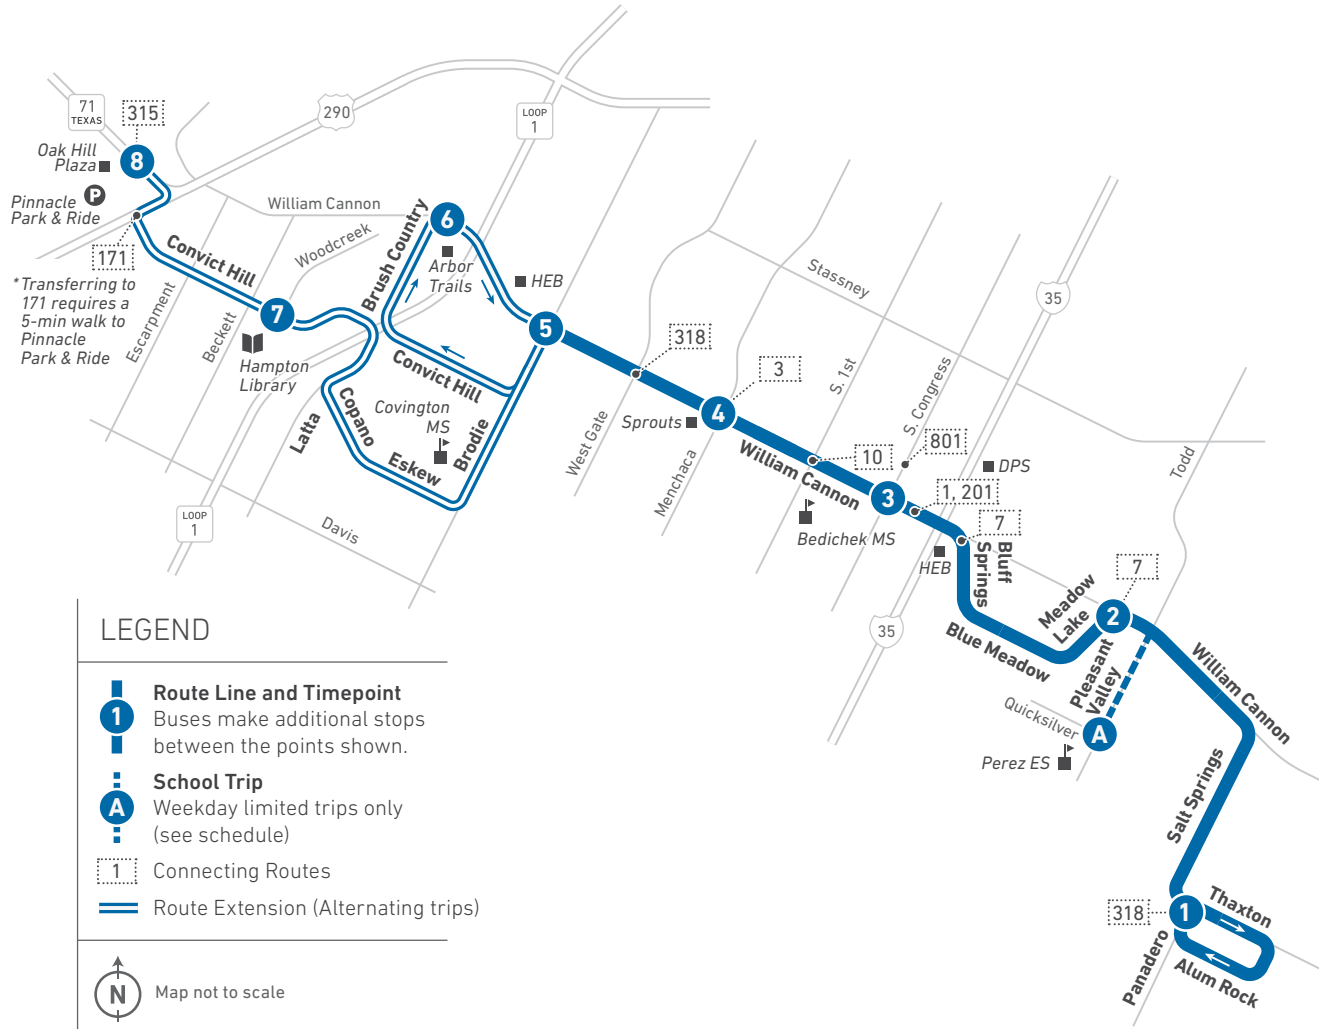 71
TEXAS
315
290
LOOP
1
Oak Hill
Plaza
8
P
Pinnacle
Park & Ride
William Cannon
6
Woodcreek
Convict Hill
171
*Transferring to
171 requires a
5-min walk to
Pinnacle
Park & Ride
Escarpment
Beckett
7
Hampton
Library
Brush Country
Arbor
Trails
HEB
5
Convict Hill
Covington
MS
Copano
Latta
Eskew
Brodie
LOOP
1
Davis
318
West Gate
Sprouts
4
3
Menchaca
William Cannon
Stassney
S. 1st
10
Bedichek MS
3
S. Congress
801
35
DPS
1, 201
7
HEB
Bluff
Springs
35
Blue Meadow
Meadow
Lake
7
2
Todd
Pleasant
Valley
Quicksilver
A
Perez ES
William Cannon
Salt Springs
318
1
Thaxton
Alum Rock
Panadero
LEGEND
1
Route Line and Timepoint
Buses make additional stops
between the points shown.
A
School Trip
Weekday limited trips only
(see schedule)
1
Connecting Routes
Route Extension (Alternating trips)
N
Map not to scale